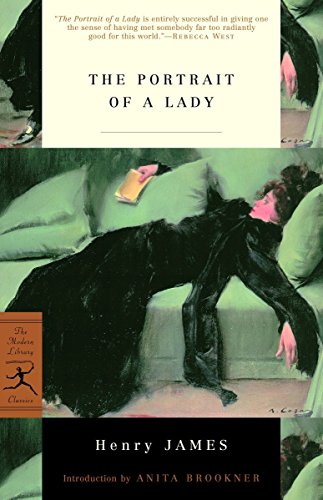 "The Portrait of a Lady is entirely successful in giving one
the sense of having met somebody far too radiantly
good for this world."—REBECCA WEST
THE PORTRAIT
OF A LADY
The Modern Library
Classics
Henry JAMES
Introduction by ANITA BROOKNER